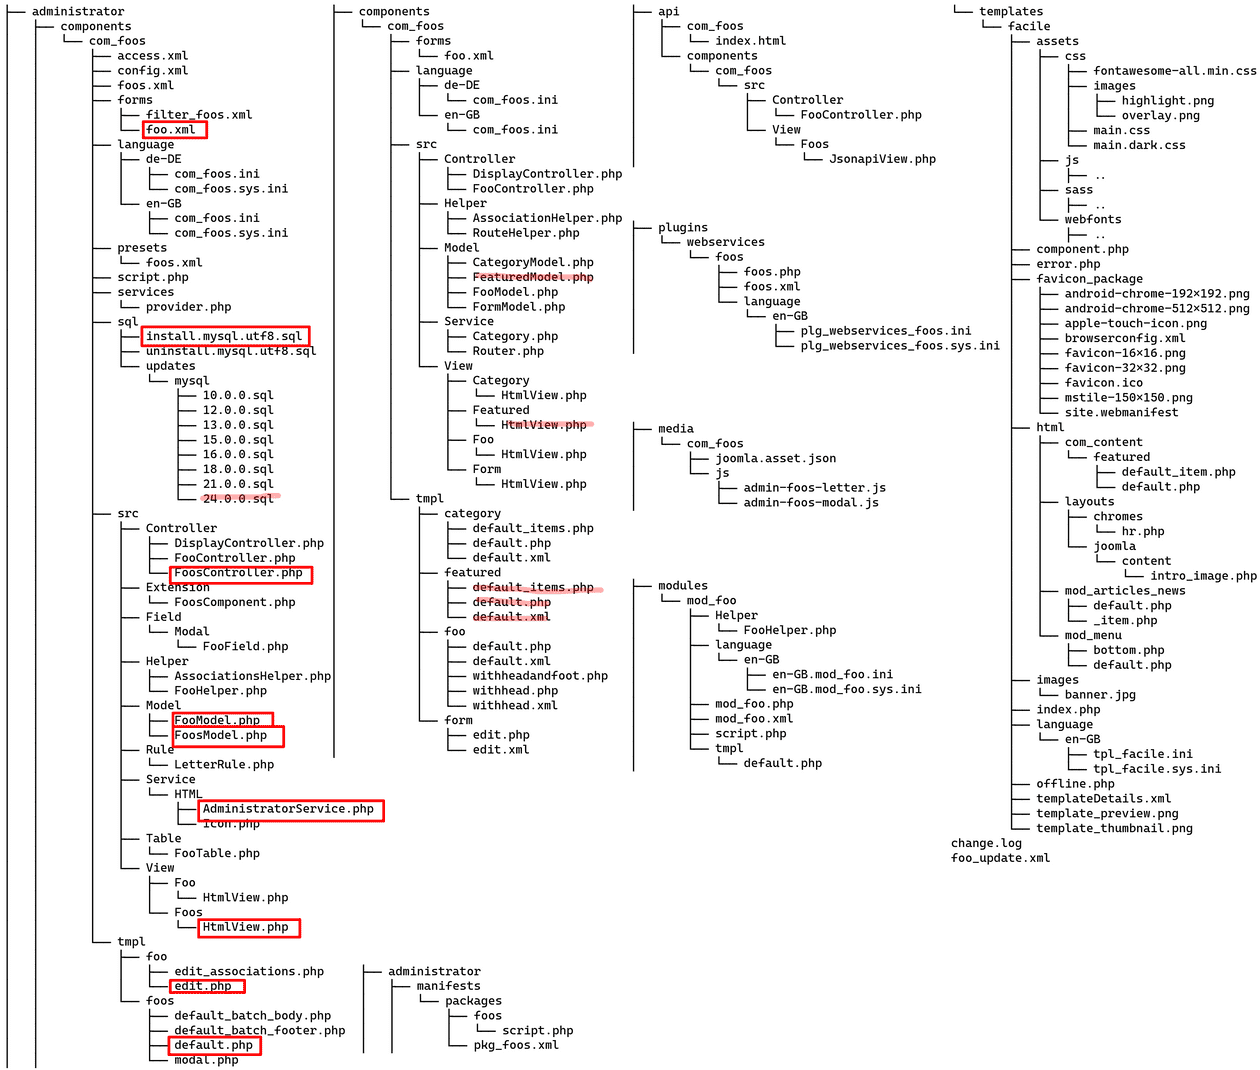 administrator
components
com_foos
access.xml
config.xml
foos.xml
forms
filter_foos.xml
foo.xml
language
de-DE
com_foos.ini
com_foos.sys.ini
en-GB
com_foos.ini
com_foos.sys.ini
presets
foos.xml
script.php
services
provider.php
sql
install.mysql.utf8.sql
uninstall.mysql.utf8.sql
updates
mysql
10.0.0.sql
12.0.0.sql
13.0.0.sql
15.0.0.sql
16.0.0.sql
18.0.0.sql
21.0.0.sql
24.0.0.sql
src
Controller
DisplayController.php
FooController.php
FoosController.php
Extension
FoosComponent.php
Field
Modal
FooField.php
Helper
AssociationsHelper.php
FooHelper.php
Model
FooModel.php
FoosModel.php
Rule
LetterRule.php
Service
HTML
AdministratorService.php
Icon.php
Table
FooTable.php
View
Foo
HtmlView.php
Foos
HtmlView.php
tmpl
foo
edit_associations.php
edit.php
foos
default_batch_body.php
default_batch_footer.php
default.php
modal.php
components
com_foos
forms
foo.xml
language
de-DE
com_foos.ini
en-GB
com_foos.ini
src
Controller
DisplayController.php
FooController.php
Helper
AssociationHelper.php
RouteHelper.php
Model
CategoryModel.php
FeaturedModel.php
FooModel.php
FormModel.php
Service
Category.php
Router.php
View
Category
HtmlView.php
Featured
HtmlView.php
Foo
HtmlView.php
Form
HtmlView.php
tmpl
category
default_items.php
default.php
default.xml
featured
default_items.php
default.php
default.xml
foo
default.php
default.xml
withheadandfoot.php
withhead.php
withhead.xml
form
edit.php
edit.xml
administrator
manifests
packages
foos
script.php
pkg_foos.xml
api
com_foos
index.html
components
com_foos
src
Controller
FooController.php
View
Foos
JsonapiView.php
plugins
webservices
foos
foos.php
foos.xml
language
en-GB
plg_webservices_foos.ini
plg_webservices_foos.sys.ini
media
com_foos
joomla.asset.json
js
admin-foos-letter.js
admin-foos-modal.js
modules
mod_foo
Helper
FooHelper.php
language
en-GB
en-GB.mod_foo.ini
en-GB.mod_foo.sys.ini
mod_foo.php
mod_foo.xml
script.php
tmpl
default.php
templates
facile
assets
css
fontawesome-all.min.css
images
highlight.png
overlay.png
main.css
main.dark.css
js
..
sass
..
webfonts
..
component.php
error.php
favicon_package
android-chrome-192×192.png
android-chrome-512×512.png
apple-touch-icon.png
browserconfig.xml
favicon-16×16.png
favicon-32×32.png
favicon.ico
mstile-150×150.png
site.webmanifest
html
com_content
featured
default_item.php
default.php
layouts
chromes
hr.php
joomla
content
intro_image.php
mod_articles_news
default.php
_item.php
mod_menu
bottom.php
default.php
images
banner.jpg
index.php
language
en-GB
tpl_facile.ini
tpl_facile.sys.ini
offline.php
templateDetails.xml
template_preview.png
template_thumbnail.png
change.log
foo_update.xml